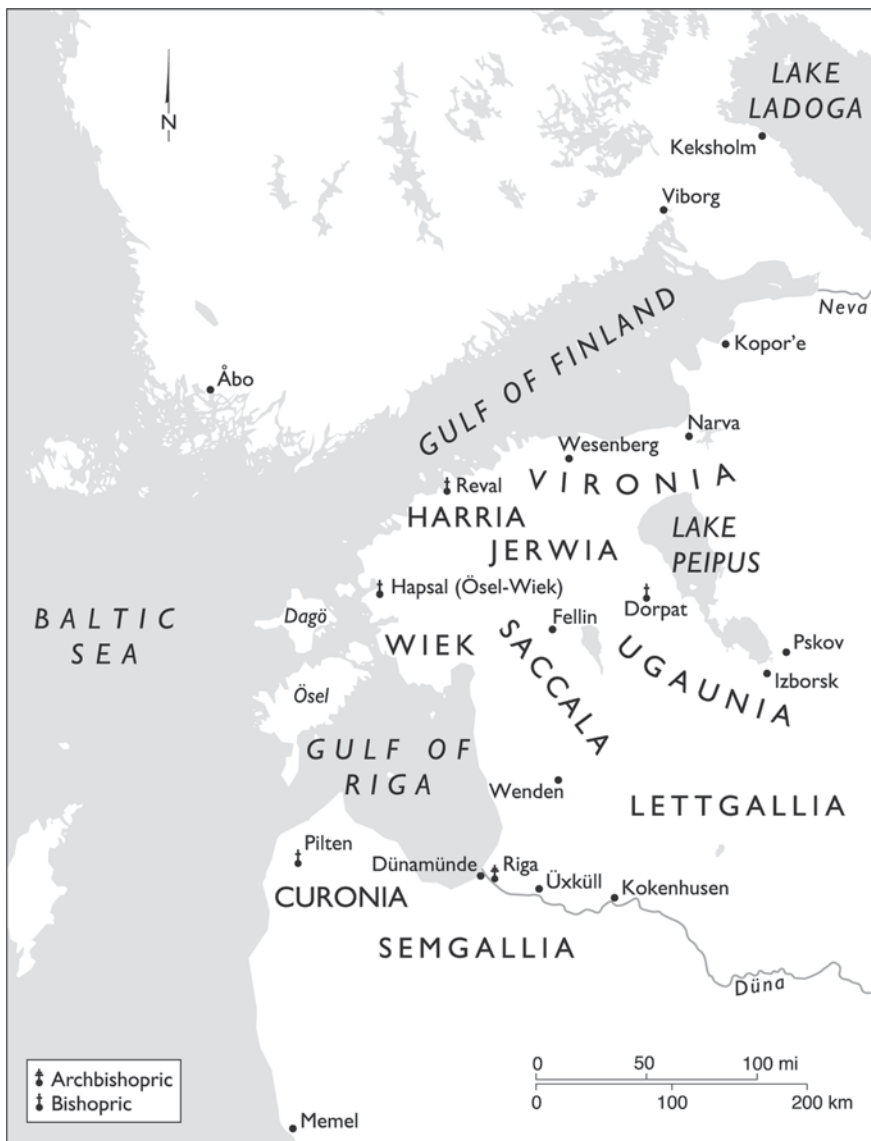 LAKE
LADOGA
N
Keksholm
Viborg
Neva
GULF OF FINLAND
Kopor'e
Åbo
Narva
Wesenberg
VIRONIA
Reval
HARRIA
LAKE
PEIPUS
JERWIA
Hapsal (Ösel-Wiek)
Dorpat
BALTIC
SEA
Dagö
Fellin
WIEK
SACCALA
UGAUNIA
Pskov
Izborsk
Ösel
GULF OF
RIGA
Wenden
LETTGALLIA
Pilten
Dünamünde
Riga
Üxküll
Kokenhusen
CURONIA
SEMGALLIA
Düna
0 50 100 mi
0 100 200 km
Archbishopric
Bishopric
Memel